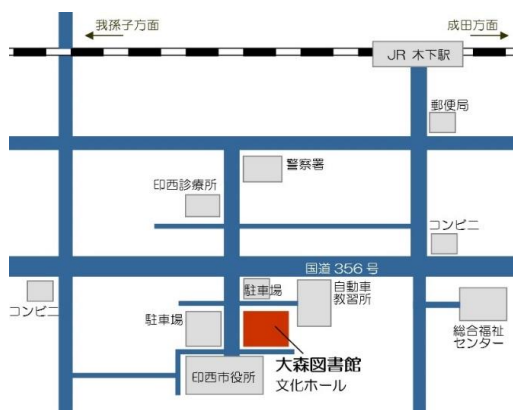 我孫子方面
成田方面
JR 木下駅
郵便局
警察署
印西診療所
コンビニ
国道 356 号
コンビニ
駐車場
自動車
教習所
駐車場
総合福祉
センター
大森図書館
文化ホール
印西市役所